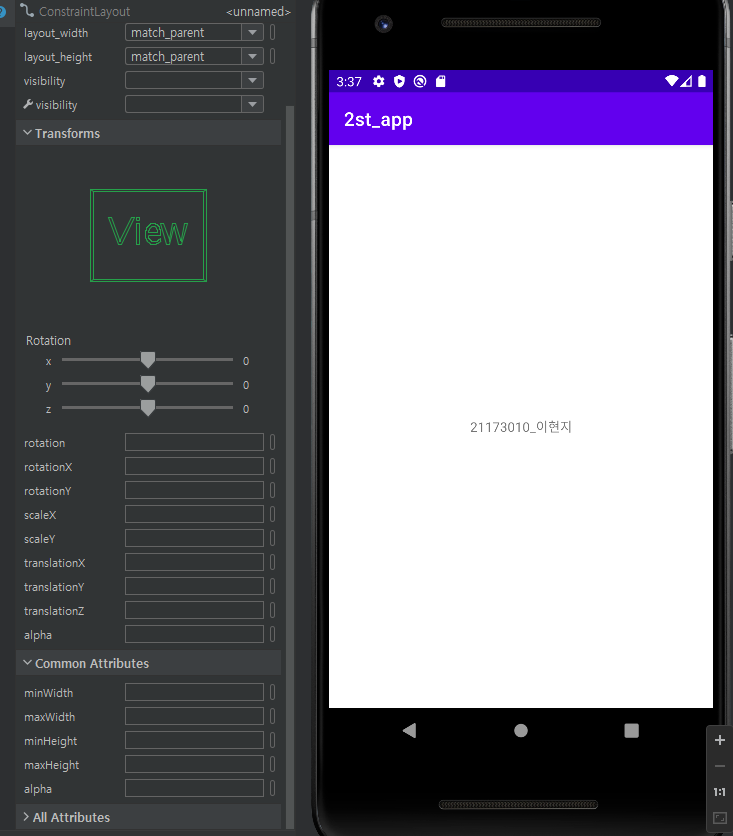 ConstraintLayout <unnamed>
layout_width match_parent
layout_height match_parent
visibility
visibility
Transforms
View
Rotation
x 0
y 0
z 0
rotation
rotationX
rotationY
scaleX
scaleY
translationX
translationY
translationZ
alpha
Common Attributes
minWidth
maxWidth
minHeight
maxHeight
alpha
All Attributes
3:37
2st_app
21173010_이현지
1:1